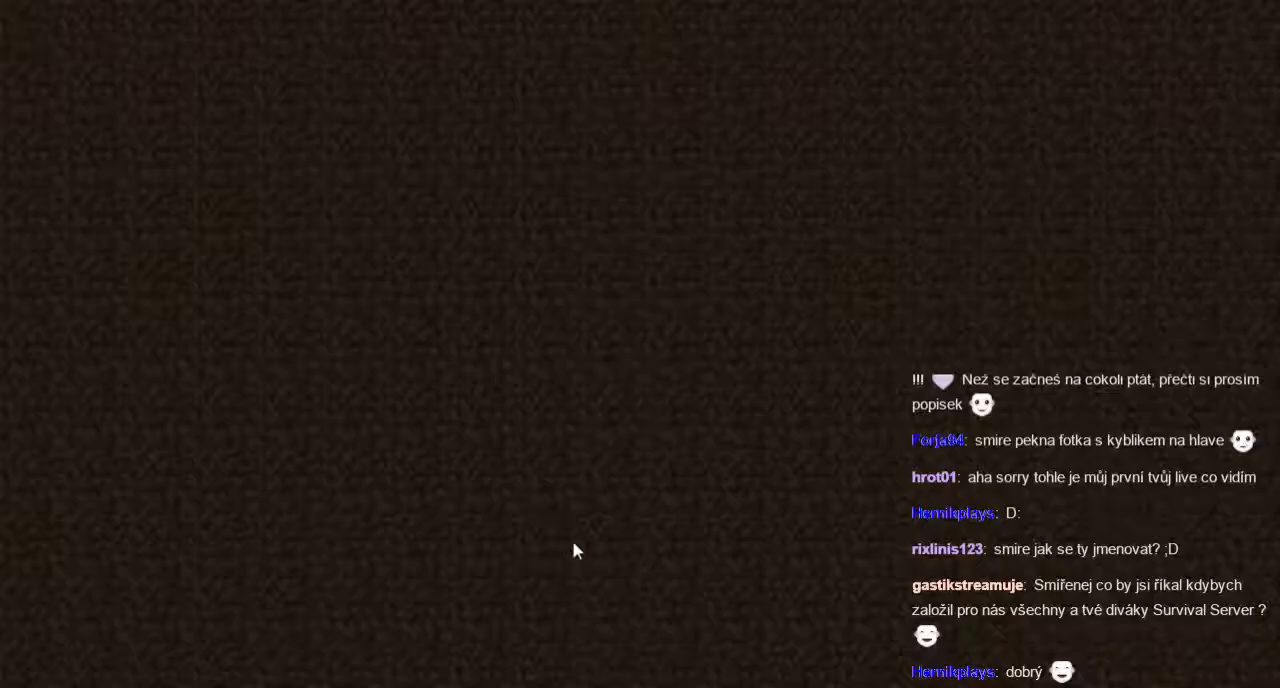 !!! Než se začneš na cokoli ptát, přečti si prosím
popisek
Forja84: smire pekna fotka s kyblikem na hlave
hrot01: aha sorry tohle je můj první tvůj live co vidím
Hemikplays: D:
rixlinis123: smire jak se ty jmenovat? ;D
gastikstreamuje: Smířenej co by jsi říkal kdybych
založil pro nás všechny a tvé diváky Survival Server ?
Hemikplays: dobrý